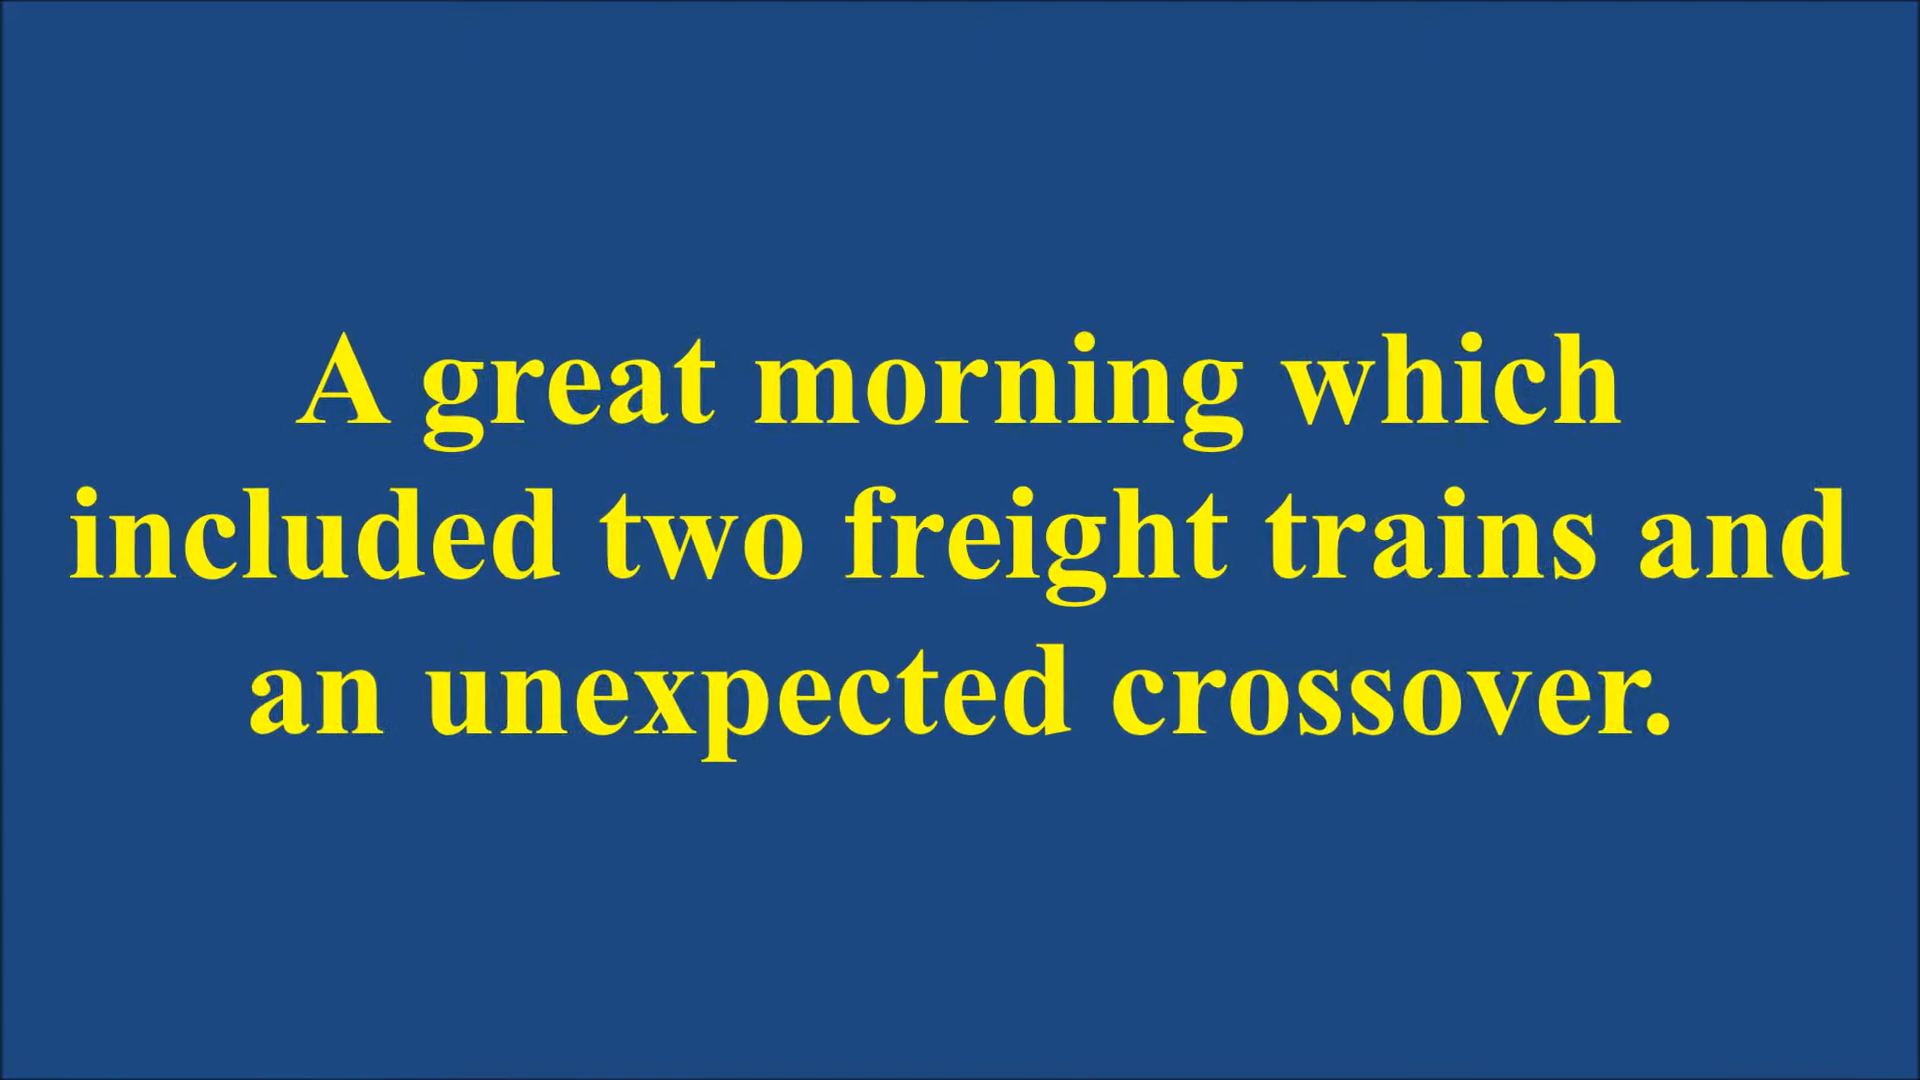 A great morning which
included two freight trains and
an unexpected crossover.